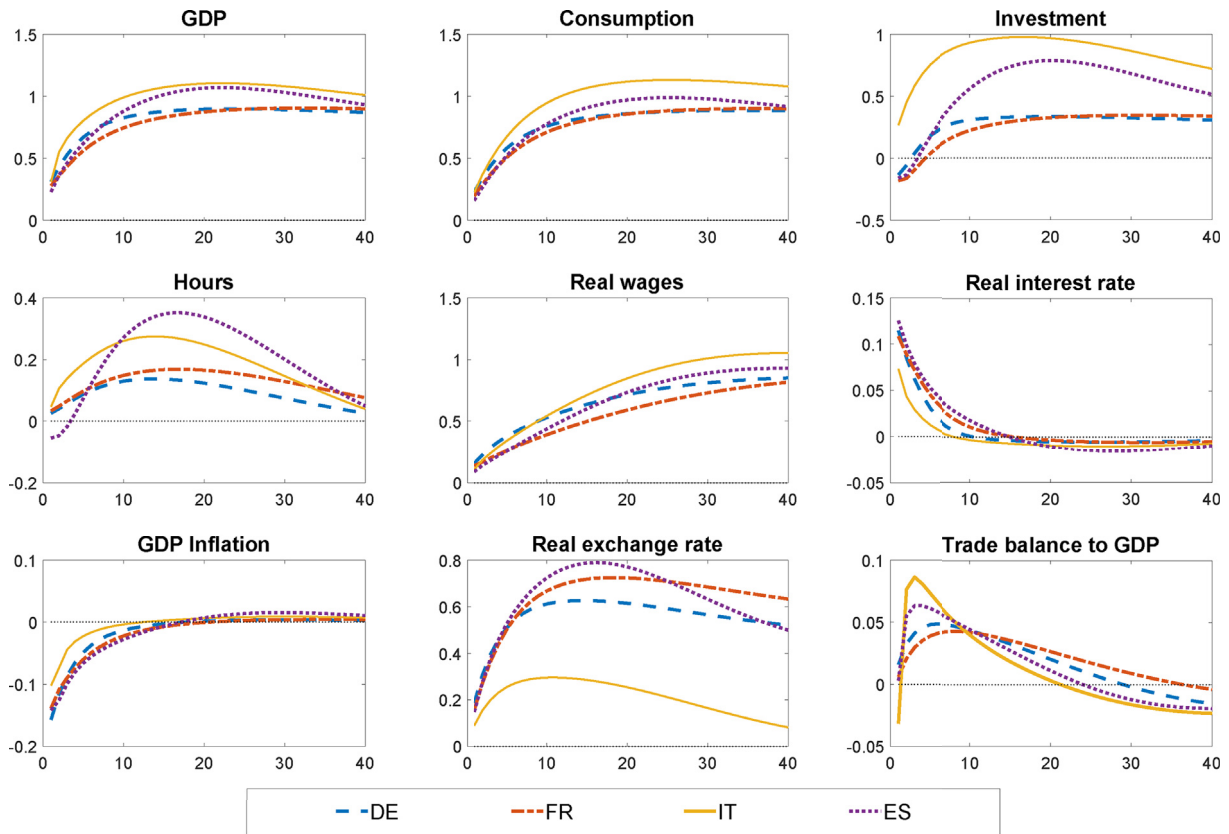 GDP
Consumption
Investment
1.5
1
0.5
0
0 10 20 30 40
1.5
1
0.5
0
0 10 20 30 40
1
0.5
0
-0.5
0 10 20 30 40
Hours
Real wages
Real interest rate
0.4
0.2
0
-0.2
0 10 20 30 40
1.5
1
0.5
0
0 10 20 30 40
0.15
0.1
0.05
0
-0.05
0 10 20 30 40
GDP Inflation
Real exchange rate
Trade balance to GDP
0.1
0
-0.1
-0.2
0 10 20 30 40
0.8
0.6
0.4
0.2
0
0 10 20 30 40
0.1
0.05
0
-0.05
0 10 20 30 40
DE FR IT ES